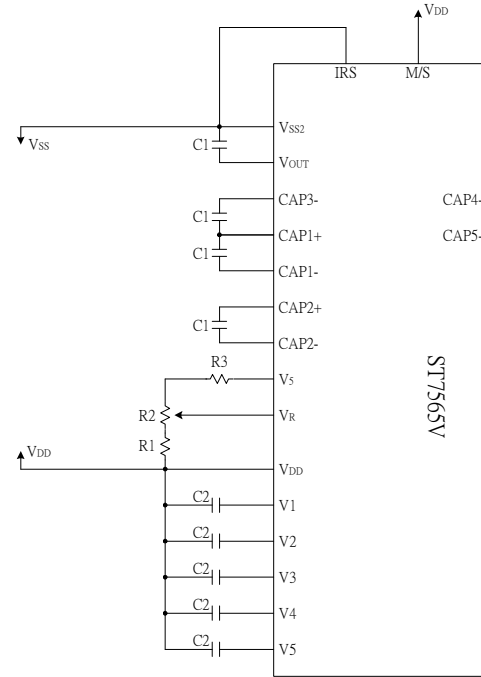 VDD
IRS M/S
VSS
C1
VSS2
VOUT
C1
CAP3-
CAP4-
CAP1+
CAP5-
C1
CAP1-
CAP2+
C1
CAP2-
R3
V5
R2
VR
R1
VDD
VDD
C2
V1
C2
V2
C2
V3
C2
V4
C2
V5
ST7565V